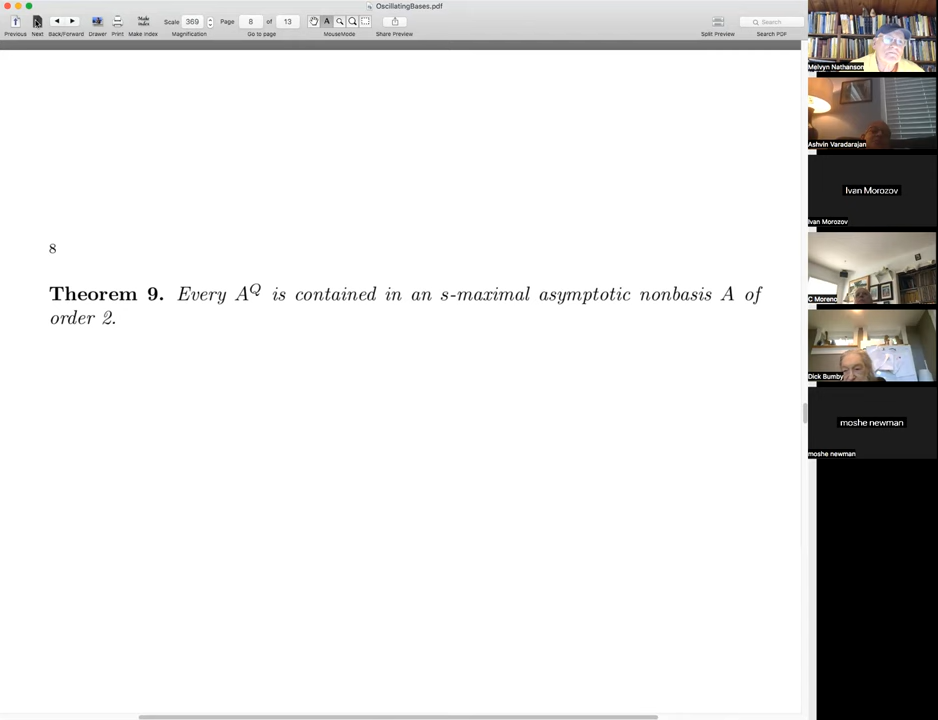 OscillatingBases.pdf
Previous Next Back/Forward Drawer Print Make Index Scale 369 Magnification Page 8 of 13 Go to page A MouseMode Share Preview Split Preview Search Search PDF
Melvyn Nathanson
Ashvin Varadarajan
Ivan Morozov
Ivan Morozov
8
Theorem 9. Every A^Q is contained in an s-maximal asymptotic nonbasis A of
order 2.
C Moreno
Dick Bumby
moshe newman
moshe newman